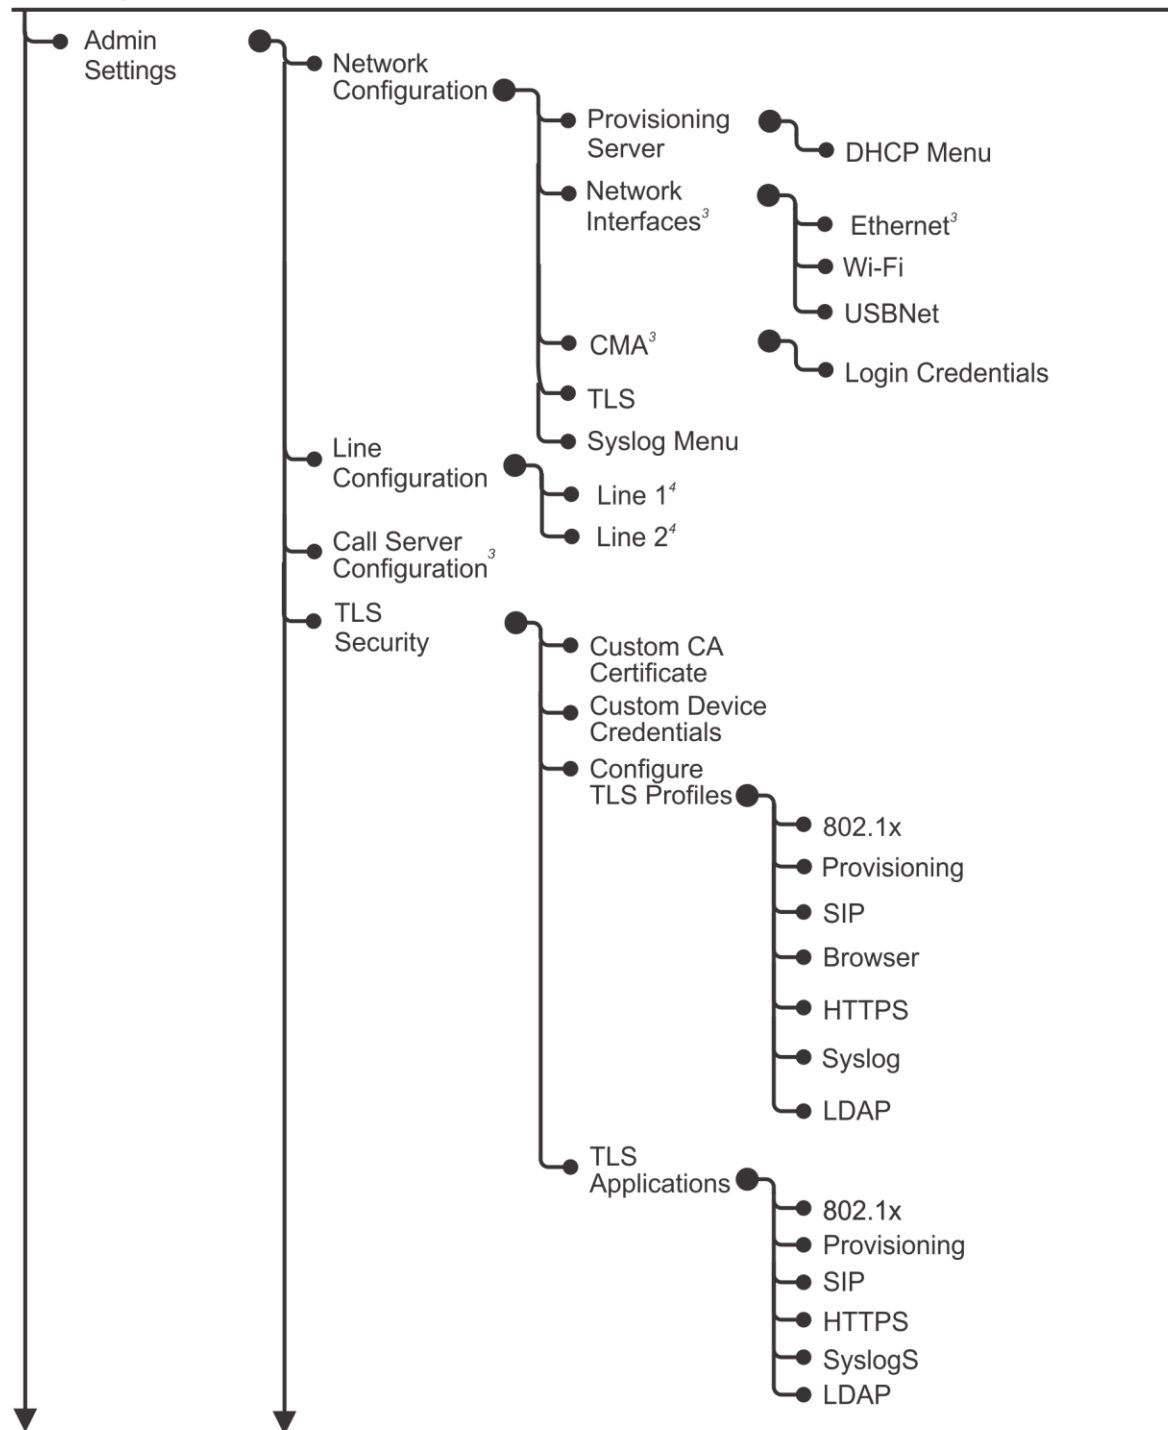 Admin
Settings
Network
Configuration
Provisioning
Server
DHCP Menu
Network
Interfaces³
Ethernet³
Wi-Fi
USBNet
CMA³
Login Credentials
TLS
Syslog Menu
Line
Configuration
Line 1⁴
Line 2⁴
Call Server
Configuration³
TLS
Security
Custom CA
Certificate
Custom Device
Credentials
Configure
TLS Profiles
802.1x
Provisioning
SIP
Browser
HTTPS
Syslog
LDAP
TLS
Applications
802.1x
Provisioning
SIP
HTTPS
SyslogS
LDAP